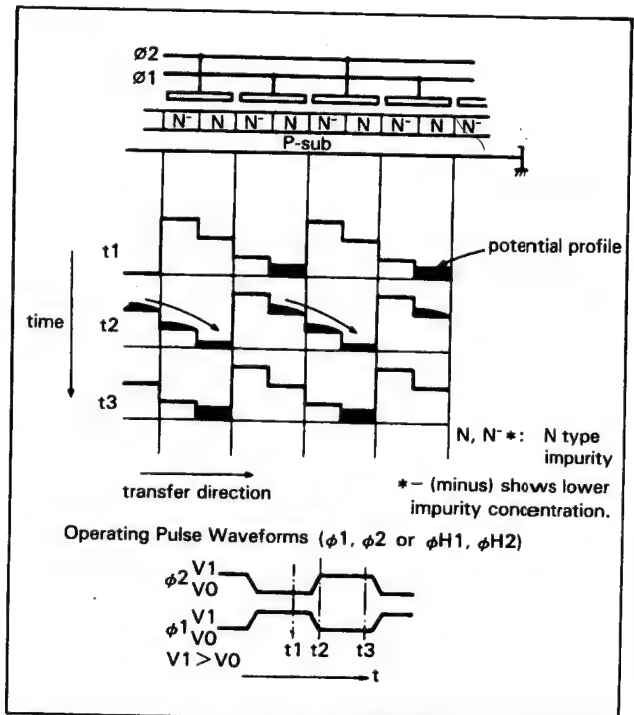 Ø2
Ø1
N⁻ N N⁻ N N⁻ N N⁻ N N⁻
P-sub
t1
potential profile
time
t2
t3
N, N⁻*: N type
impurity
transfer direction
*– (minus) shows lower
impurity concentration.
Operating Pulse Waveforms (φ1, φ2 or φH1, φH2)
φ2 V1
V0
φ1 V1
V0
V1>V0
t1 t2 t3
t